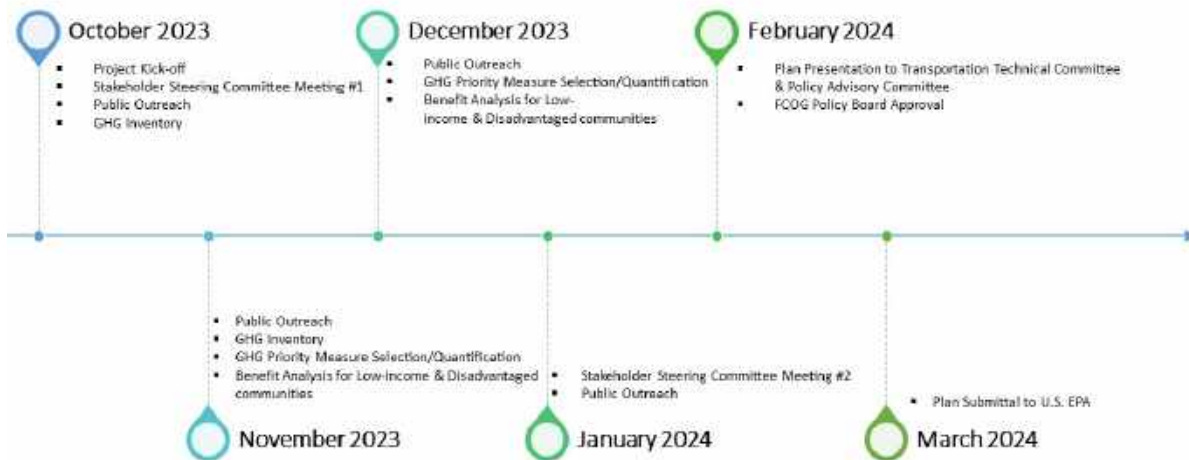 October 2023
Project Kick-off
Stakeholder Steering Committee Meeting #1
Public Outreach
GHG Inventory
December 2023
Public Outreach
GHG Priority Measure Selection/Quantification
Benefit Analysis for Low-
income & Disadvantaged communities
February 2024
Plan Presentation to Transportation Technical Committee
& Policy Advisory Committee
FCOG Policy Board Approval
Public Outreach
GHG Inventory
GHG Priority Measure Selection/Quantification
Benefit Analysis for Low-income & Disadvantaged
communities
November 2023
Stakeholder Steering Committee Meeting #2
Public Outreach
January 2024
Plan Submittal to U.S. EPA
March 2024